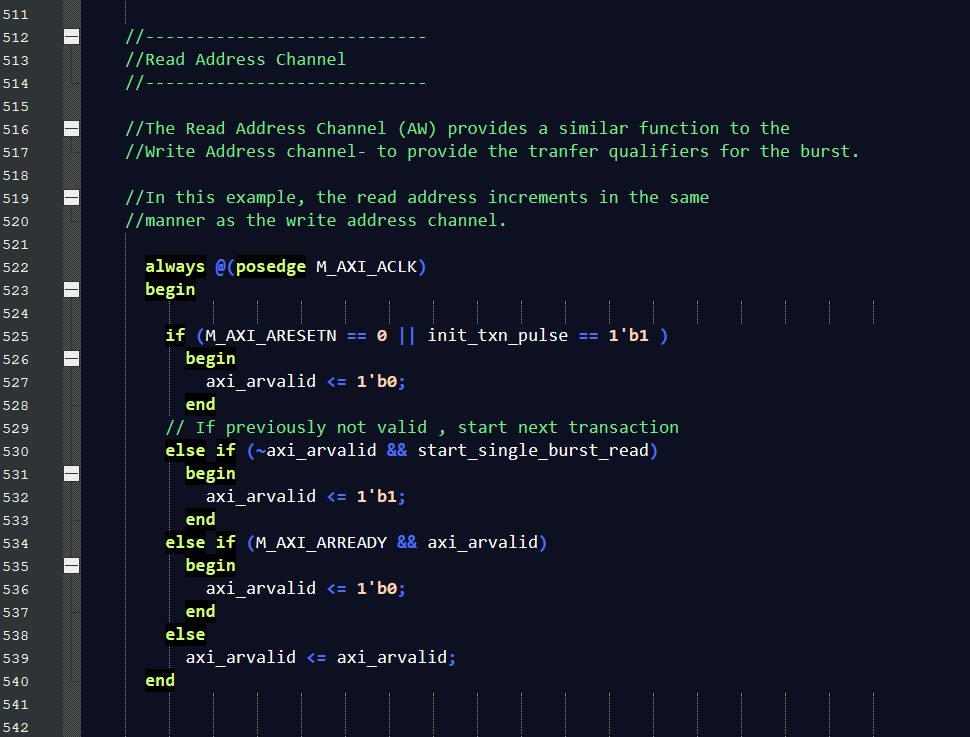 511
512 //----------------------------
513 //Read Address Channel
514 //----------------------------
515
516 //The Read Address Channel (AW) provides a similar function to the
517 //Write Address channel- to provide the tranfer qualifiers for the burst.
518
519 //In this example, the read address increments in the same
520 //manner as the write address channel.
521
522   always @(posedge M_AXI_ACLK)
523   begin
524
525     if (M_AXI_ARESETN == 0 || init_txn_pulse == 1'b1 )
526       begin
527         axi_arvalid <= 1'b0;
528       end
529     // If previously not valid , start next transaction
530     else if (~axi_arvalid && start_single_burst_read)
531       begin
532         axi_arvalid <= 1'b1;
533       end
534     else if (M_AXI_ARREADY && axi_arvalid)
535       begin
536         axi_arvalid <= 1'b0;
537       end
538     else
539       axi_arvalid <= axi_arvalid;
540   end
541
542